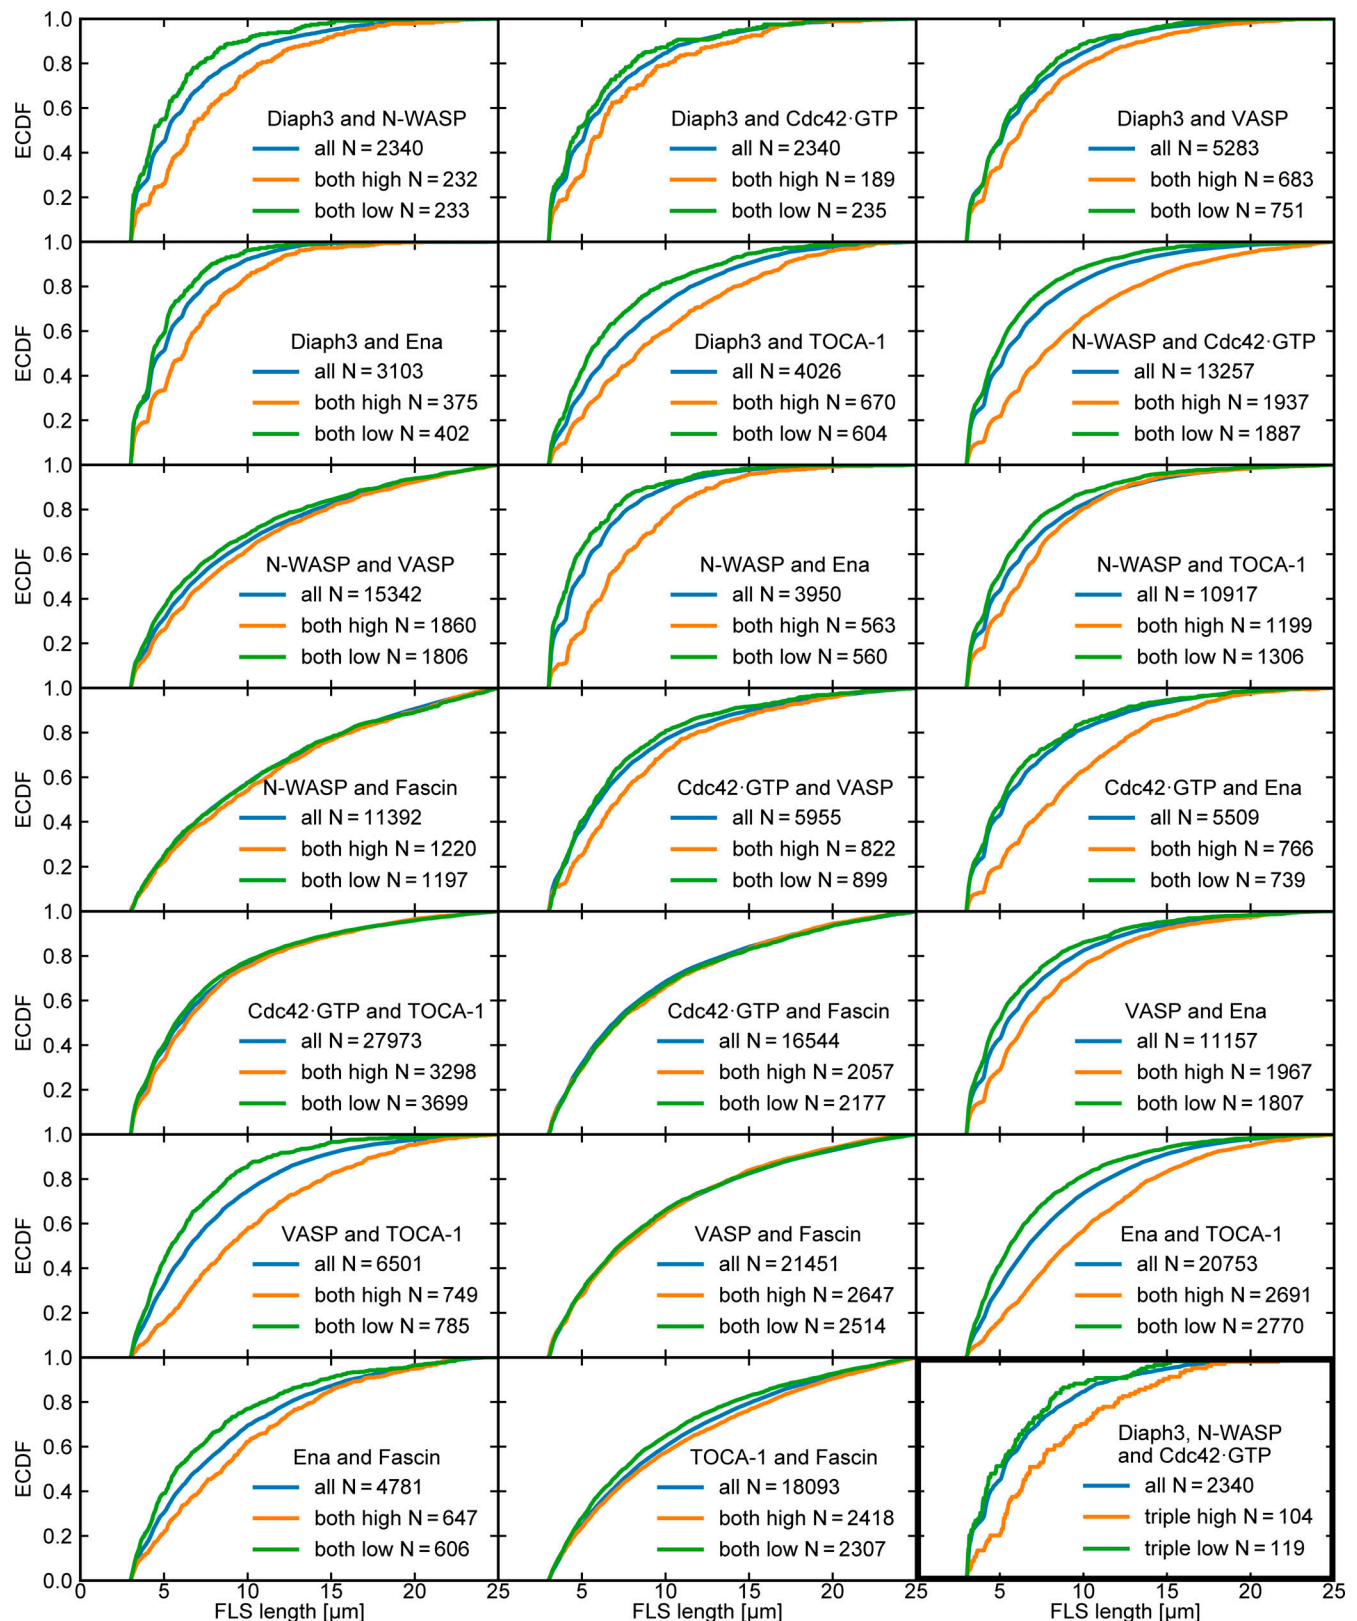 1.0
0.8
0.6
0.4
0.2
ECDF
Diaph3 and N-WASP
all N = 2340
both high N = 232
both low N = 233
Diaph3 and Cdc42·GTP
all N = 2340
both high N = 189
both low N = 235
Diaph3 and VASP
all N = 5283
both high N = 683
both low N = 751
1.0
0.8
0.6
0.4
0.2
ECDF
Diaph3 and Ena
all N = 3103
both high N = 375
both low N = 402
Diaph3 and TOCA-1
all N = 4026
both high N = 670
both low N = 604
N-WASP and Cdc42·GTP
all N = 13257
both high N = 1937
both low N = 1887
1.0
0.8
0.6
0.4
0.2
ECDF
N-WASP and VASP
all N = 15342
both high N = 1860
both low N = 1806
N-WASP and Ena
all N = 3950
both high N = 563
both low N = 560
N-WASP and TOCA-1
all N = 10917
both high N = 1199
both low N = 1306
1.0
0.8
0.6
0.4
0.2
ECDF
N-WASP and Fascin
all N = 11392
both high N = 1220
both low N = 1197
Cdc42·GTP and VASP
all N = 5955
both high N = 822
both low N = 899
Cdc42·GTP and Ena
all N = 5509
both high N = 766
both low N = 739
1.0
0.8
0.6
0.4
0.2
ECDF
Cdc42·GTP and TOCA-1
all N = 27973
both high N = 3298
both low N = 3699
Cdc42·GTP and Fascin
all N = 16544
both high N = 2057
both low N = 2177
VASP and Ena
all N = 11157
both high N = 1967
both low N = 1807
1.0
0.8
0.6
0.4
0.2
ECDF
VASP and TOCA-1
all N = 6501
both high N = 749
both low N = 785
VASP and Fascin
all N = 21451
both high N = 2647
both low N = 2514
Ena and TOCA-1
all N = 20753
both high N = 2691
both low N = 2770
1.0
0.8
0.6
0.4
0.2
0.0
ECDF
Ena and Fascin
all N = 4781
both high N = 647
both low N = 606
TOCA-1 and Fascin
all N = 18093
both high N = 2418
both low N = 2307
Diaph3, N-WASP
and Cdc42·GTP
all N = 2340
triple high N = 104
triple low N = 119
0 5 10 15 20 25 5 10 15 20 25 5 10 15 20 25
FLS length [µm] FLS length [µm] FLS length [µm]